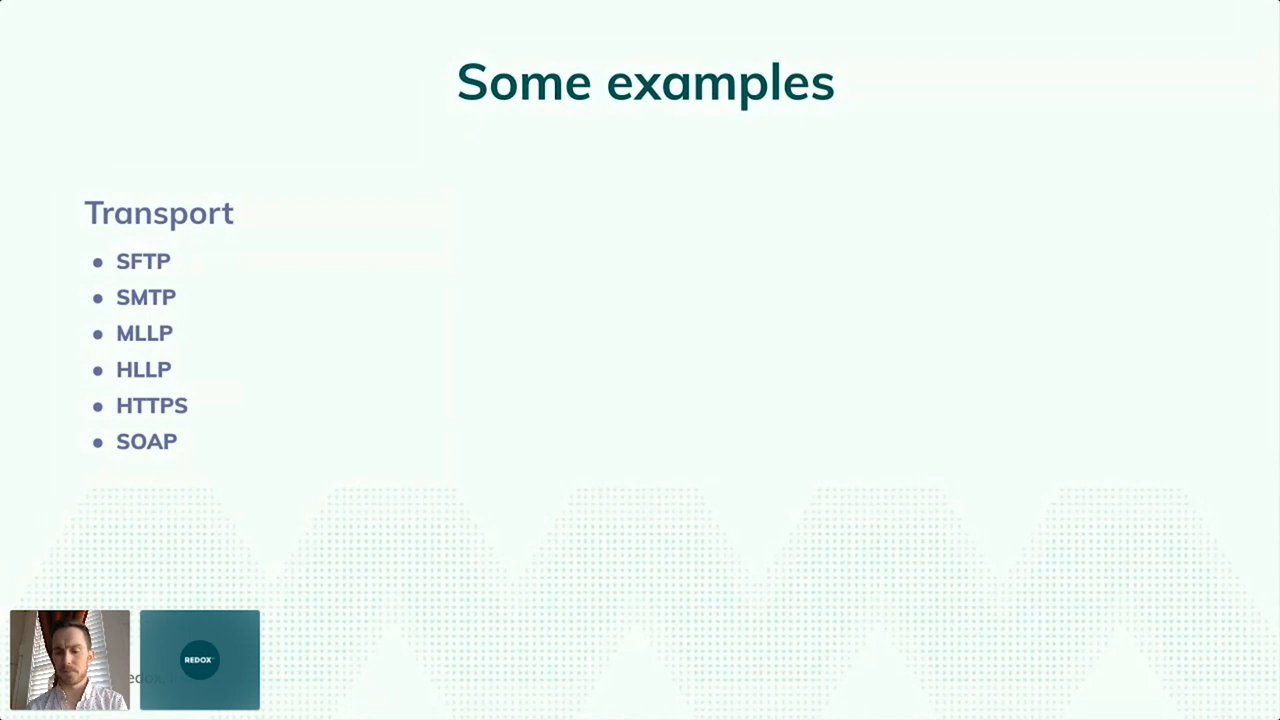 Some examples
Transport
● SFTP
● SMTP
● MLLP
● HLLP
● HTTPS
● SOAP
REDOX